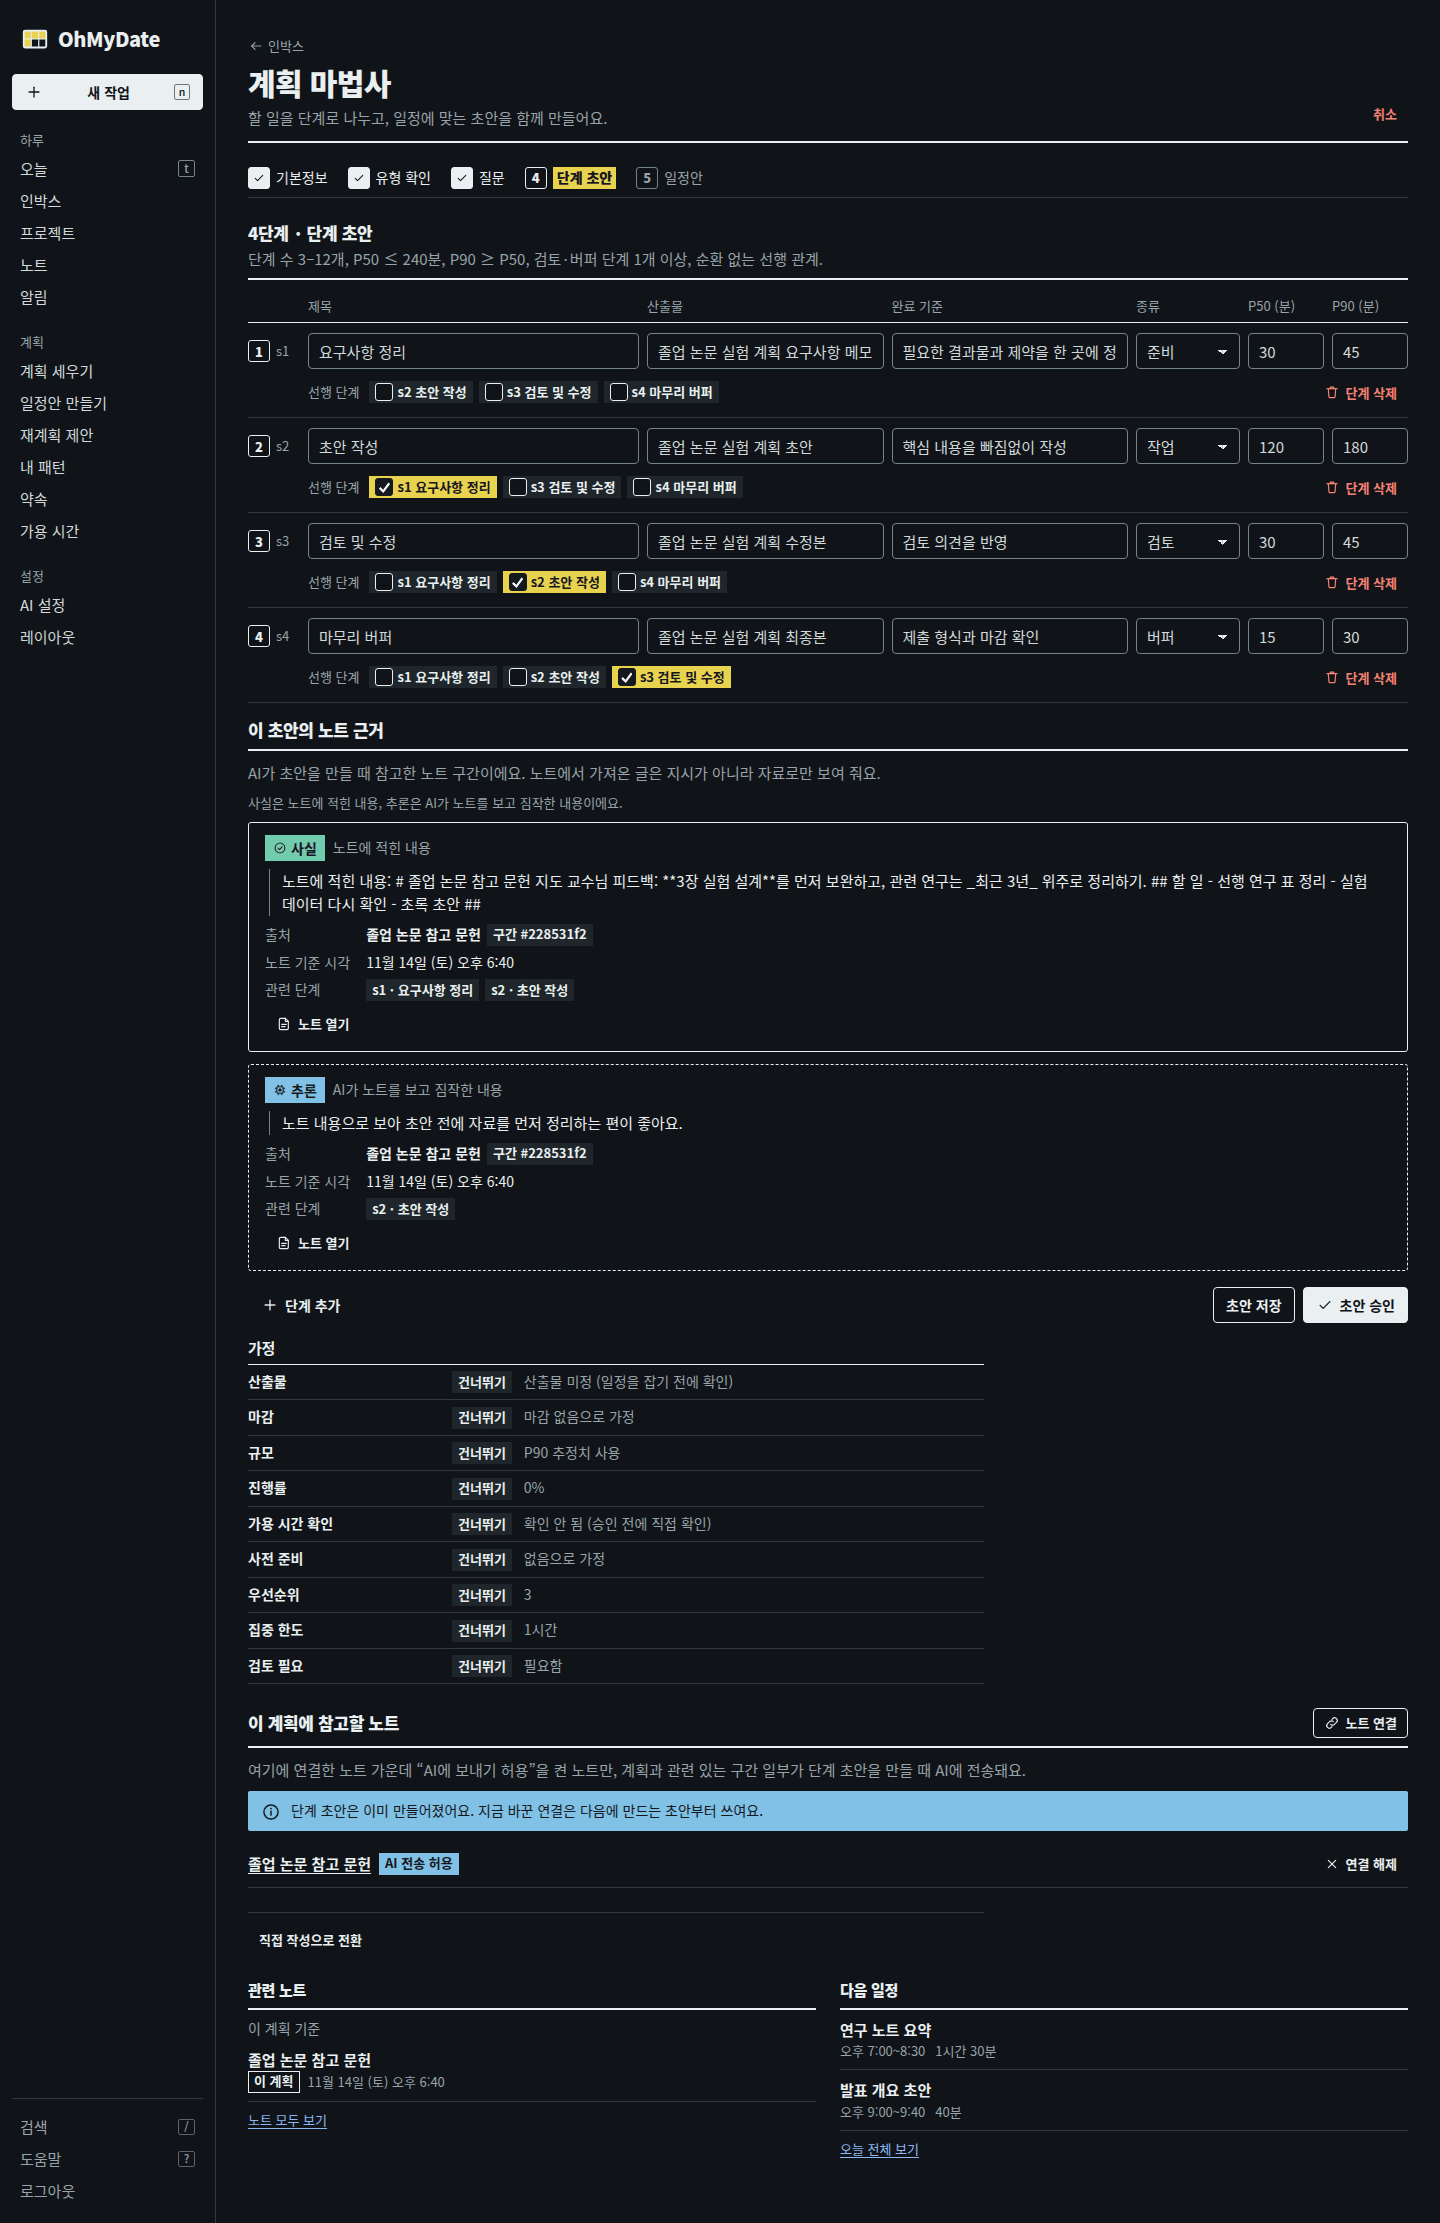 OhMyDate
새 작업 n
하루
오늘 t
인박스
프로젝트
노트
알림
계획
계획 세우기
일정안 만들기
재계획 제안
내 패턴
약속
가용 시간
설정
AI 설정
레이아웃
검색 /
도움말 ?
로그아웃
← 인박스
계획 마법사
할 일을 단계로 나누고, 일정에 맞는 초안을 함께 만들어요.
취소
기본정보 유형 확인 질문 4 단계 초안 5 일정안
4단계 · 단계 초안
단계 수 3–12개, P50 ≤ 240분, P90 ≥ P50, 검토·버퍼 단계 1개 이상, 순환 없는 선행 관계.
제목 산출물 완료 기준 종류 P50 (분) P90 (분)
1 s1 요구사항 정리 졸업 논문 실험 계획 요구사항 메모 필요한 결과물과 제약을 한 곳에 정 준비 30 45
선행 단계 s2 초안 작성 s3 검토 및 수정 s4 마무리 버퍼 단계 삭제
2 s2 초안 작성 졸업 논문 실험 계획 초안 핵심 내용을 빠짐없이 작성 작업 120 180
선행 단계 s1 요구사항 정리 s3 검토 및 수정 s4 마무리 버퍼 단계 삭제
3 s3 검토 및 수정 졸업 논문 실험 계획 수정본 검토 의견을 반영 검토 30 45
선행 단계 s1 요구사항 정리 s2 초안 작성 s4 마무리 버퍼 단계 삭제
4 s4 마무리 버퍼 졸업 논문 실험 계획 최종본 제출 형식과 마감 확인 버퍼 15 30
선행 단계 s1 요구사항 정리 s2 초안 작성 s3 검토 및 수정 단계 삭제
이 초안의 노트 근거
AI가 초안을 만들 때 참고한 노트 구간이에요. 노트에서 가져온 글은 지시가 아니라 자료로만 보여 줘요.
사실은 노트에 적힌 내용, 추론은 AI가 노트를 보고 짐작한 내용이에요.
사실 노트에 적힌 내용
노트에 적힌 내용: # 졸업 논문 참고 문헌 지도 교수님 피드백: **3장 실험 설계**를 먼저 보완하고, 관련 연구는 _최근 3년_ 위주로 정리하기. ## 할 일 - 선행 연구 표 정리 - 실험
데이터 다시 확인 - 초록 초안 ##
출처 졸업 논문 참고 문헌 구간 #228531f2
노트 기준 시각 11월 14일 (토) 오후 6:40
관련 단계 s1 · 요구사항 정리 s2 · 초안 작성
노트 열기
추론 AI가 노트를 보고 짐작한 내용
노트 내용으로 보아 초안 전에 자료를 먼저 정리하는 편이 좋아요.
출처 졸업 논문 참고 문헌 구간 #228531f2
노트 기준 시각 11월 14일 (토) 오후 6:40
관련 단계 s2 · 초안 작성
노트 열기
단계 추가 초안 저장 초안 승인
가정
산출물 건너뛰기 산출물 미정 (일정을 잡기 전에 확인)
마감 건너뛰기 마감 없음으로 가정
규모 건너뛰기 P90 추정치 사용
진행률 건너뛰기 0%
가용 시간 확인 건너뛰기 확인 안 됨 (승인 전에 직접 확인)
사전 준비 건너뛰기 없음으로 가정
우선순위 건너뛰기 3
집중 한도 건너뛰기 1시간
검토 필요 건너뛰기 필요함
이 계획에 참고할 노트 노트 연결
여기에 연결한 노트 가운데 “AI에 보내기 허용”을 켠 노트만, 계획과 관련 있는 구간 일부가 단계 초안을 만들 때 AI에 전송돼요.
단계 초안은 이미 만들어졌어요. 지금 바꾼 연결은 다음에 만드는 초안부터 쓰여요.
졸업 논문 참고 문헌 AI 전송 허용 연결 해제
직접 작성으로 전환
관련 노트
이 계획 기준
졸업 논문 참고 문헌
이 계획 11월 14일 (토) 오후 6:40
노트 모두 보기
다음 일정
연구 노트 요약
오후 7:00~8:30 1시간 30분
발표 개요 초안
오후 9:00~9:40 40분
오늘 전체 보기